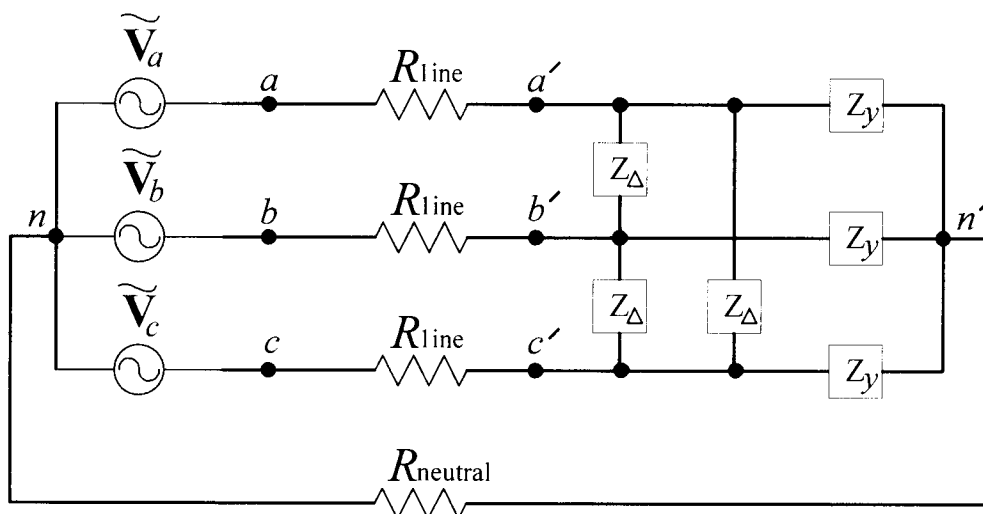 Ṽa
a Rline a′ Zy
ZΔ
Ṽb
n b Rline b′ Zy n′
ZΔ ZΔ
Ṽc
c Rline c′ Zy
Rneutral